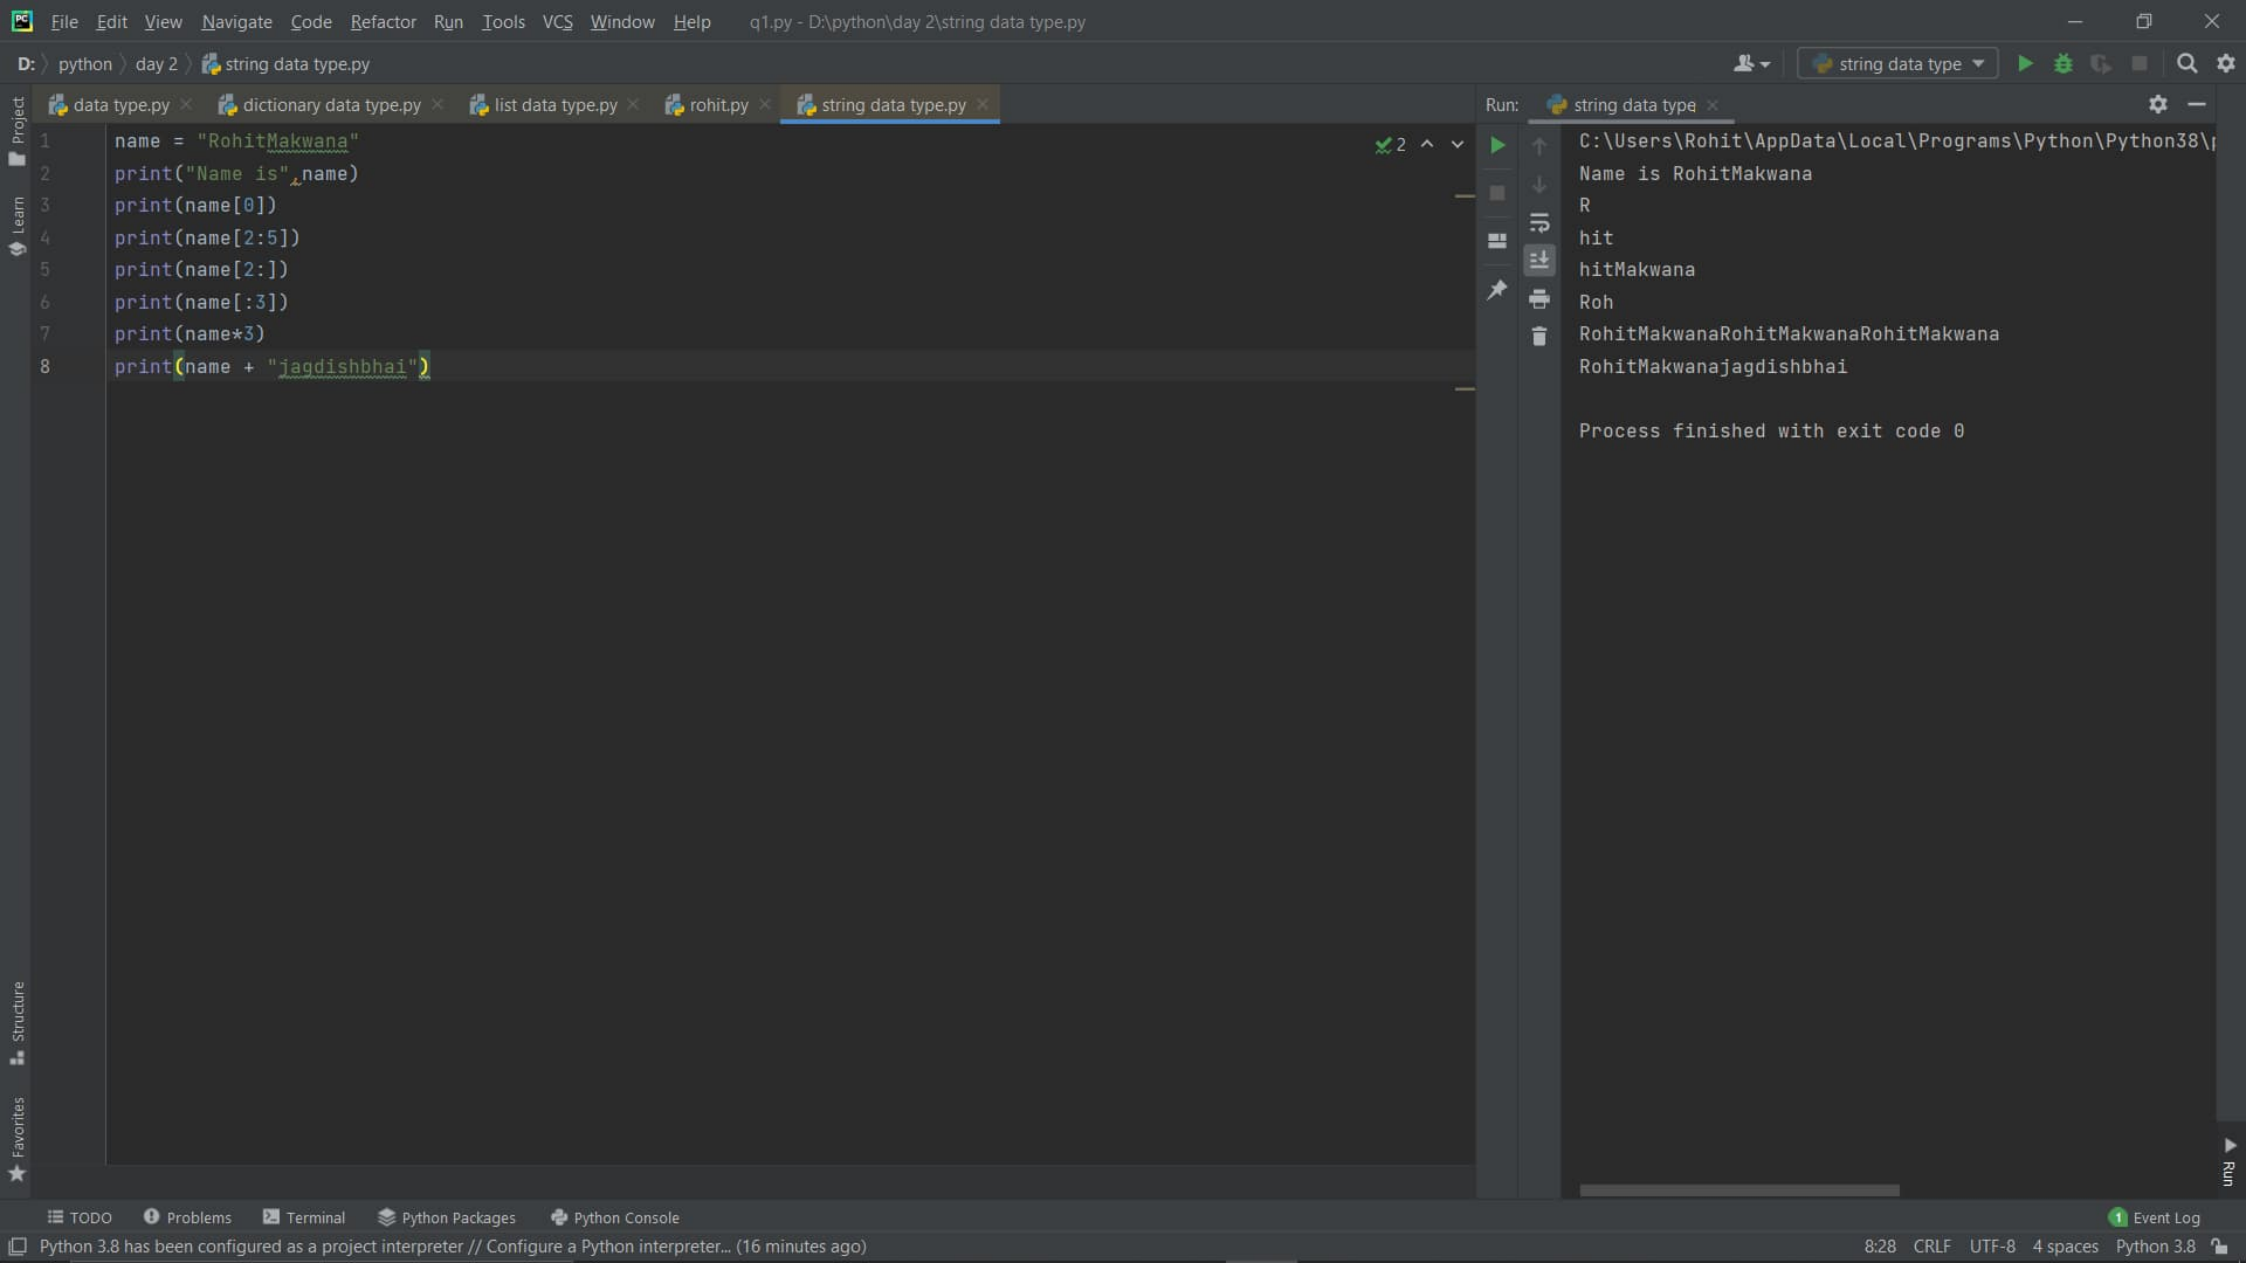 File Edit View Navigate Code Refactor Run Tools VCS Window Help q1.py - D:\python\day 2\string data type.py
D: python day 2 string data type.py string data type
data type.py dictionary data type.py list data type.py rohit.py string data type.py
Run: string data type
Project
Learn
Structure
Favorites
1 name = "RohitMakwana"
2 print("Name is",name)
3 print(name[0])
4 print(name[2:5])
5 print(name[2:])
6 print(name[:3])
7 print(name*3)
8 print(name + "jagdishbhai")
2
C:\Users\Rohit\AppData\Local\Programs\Python\Python38\
Name is RohitMakwana
R
hit
hitMakwana
Roh
RohitMakwanaRohitMakwanaRohitMakwana
RohitMakwanajagdishbhai
Process finished with exit code 0
Run
TODO Problems Terminal Python Packages Python Console 1 Event Log
Python 3.8 has been configured as a project interpreter // Configure a Python interpreter... (16 minutes ago) 8:28 CRLF UTF-8 4 spaces Python 3.8